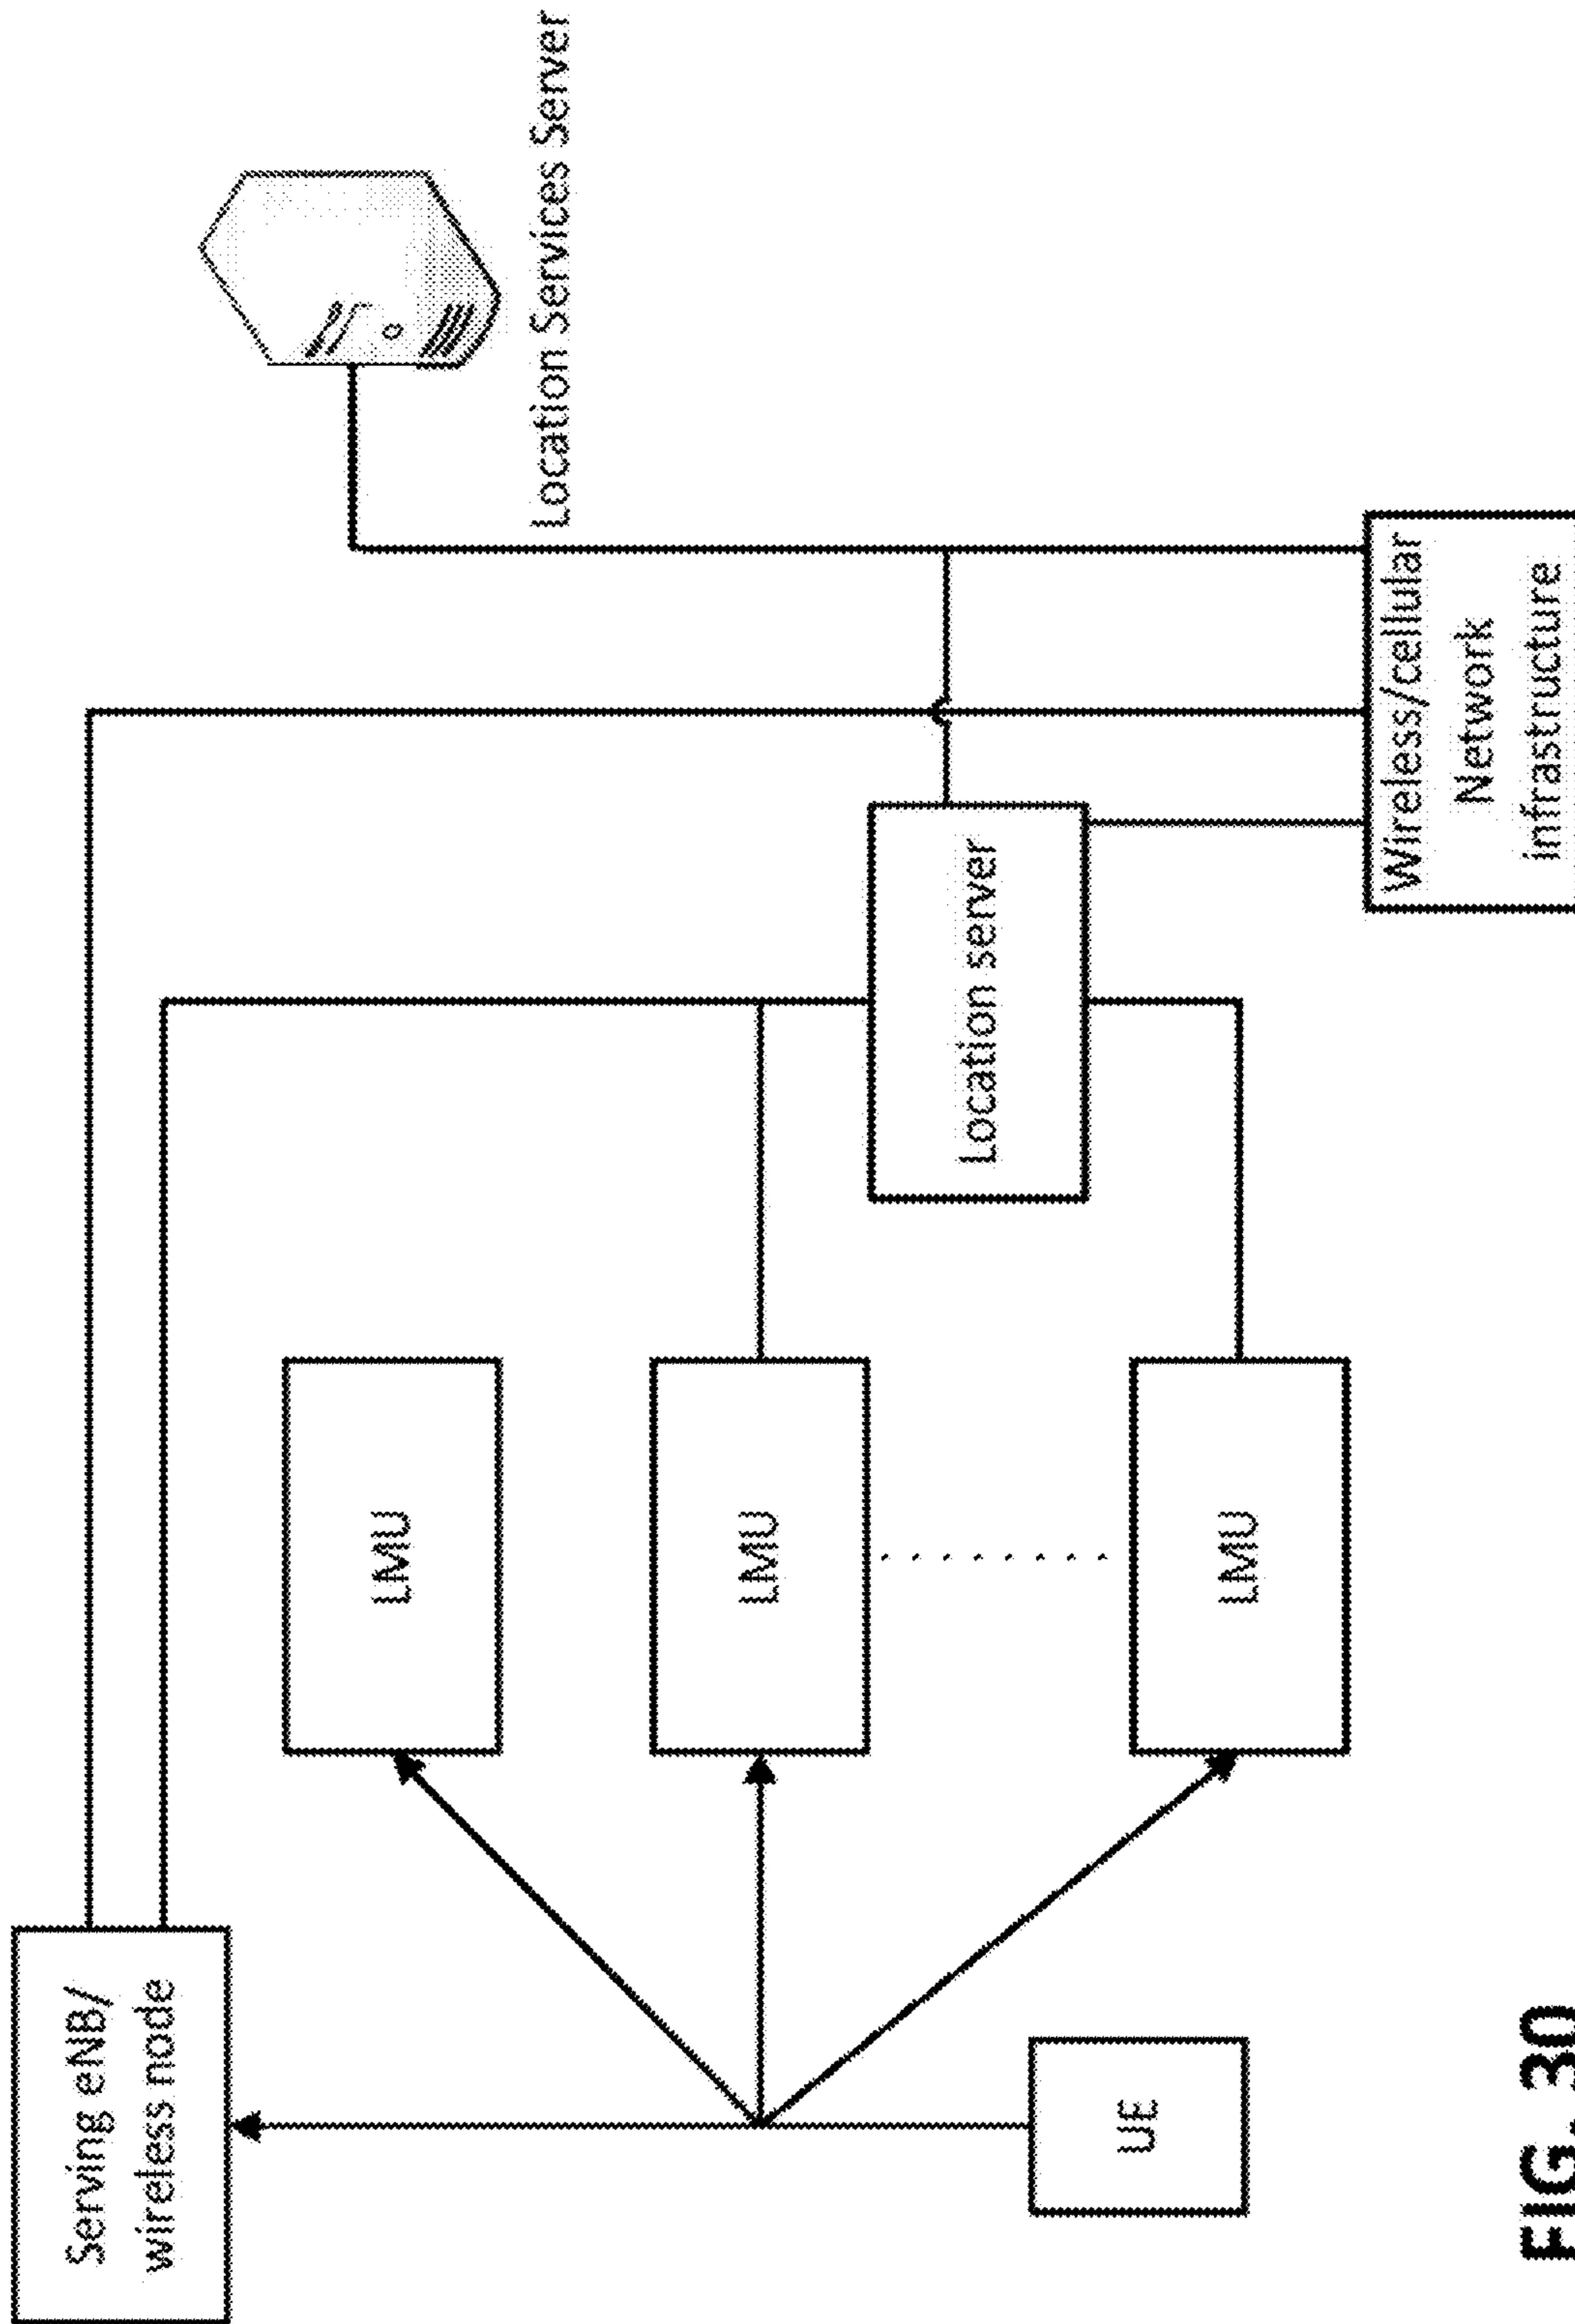 Serving eNB/
wireless node
LMU
LMU
LMU
UE
Location server
Location Services Server
Wireless/cellular
Network
infrastructure
FIG. 30